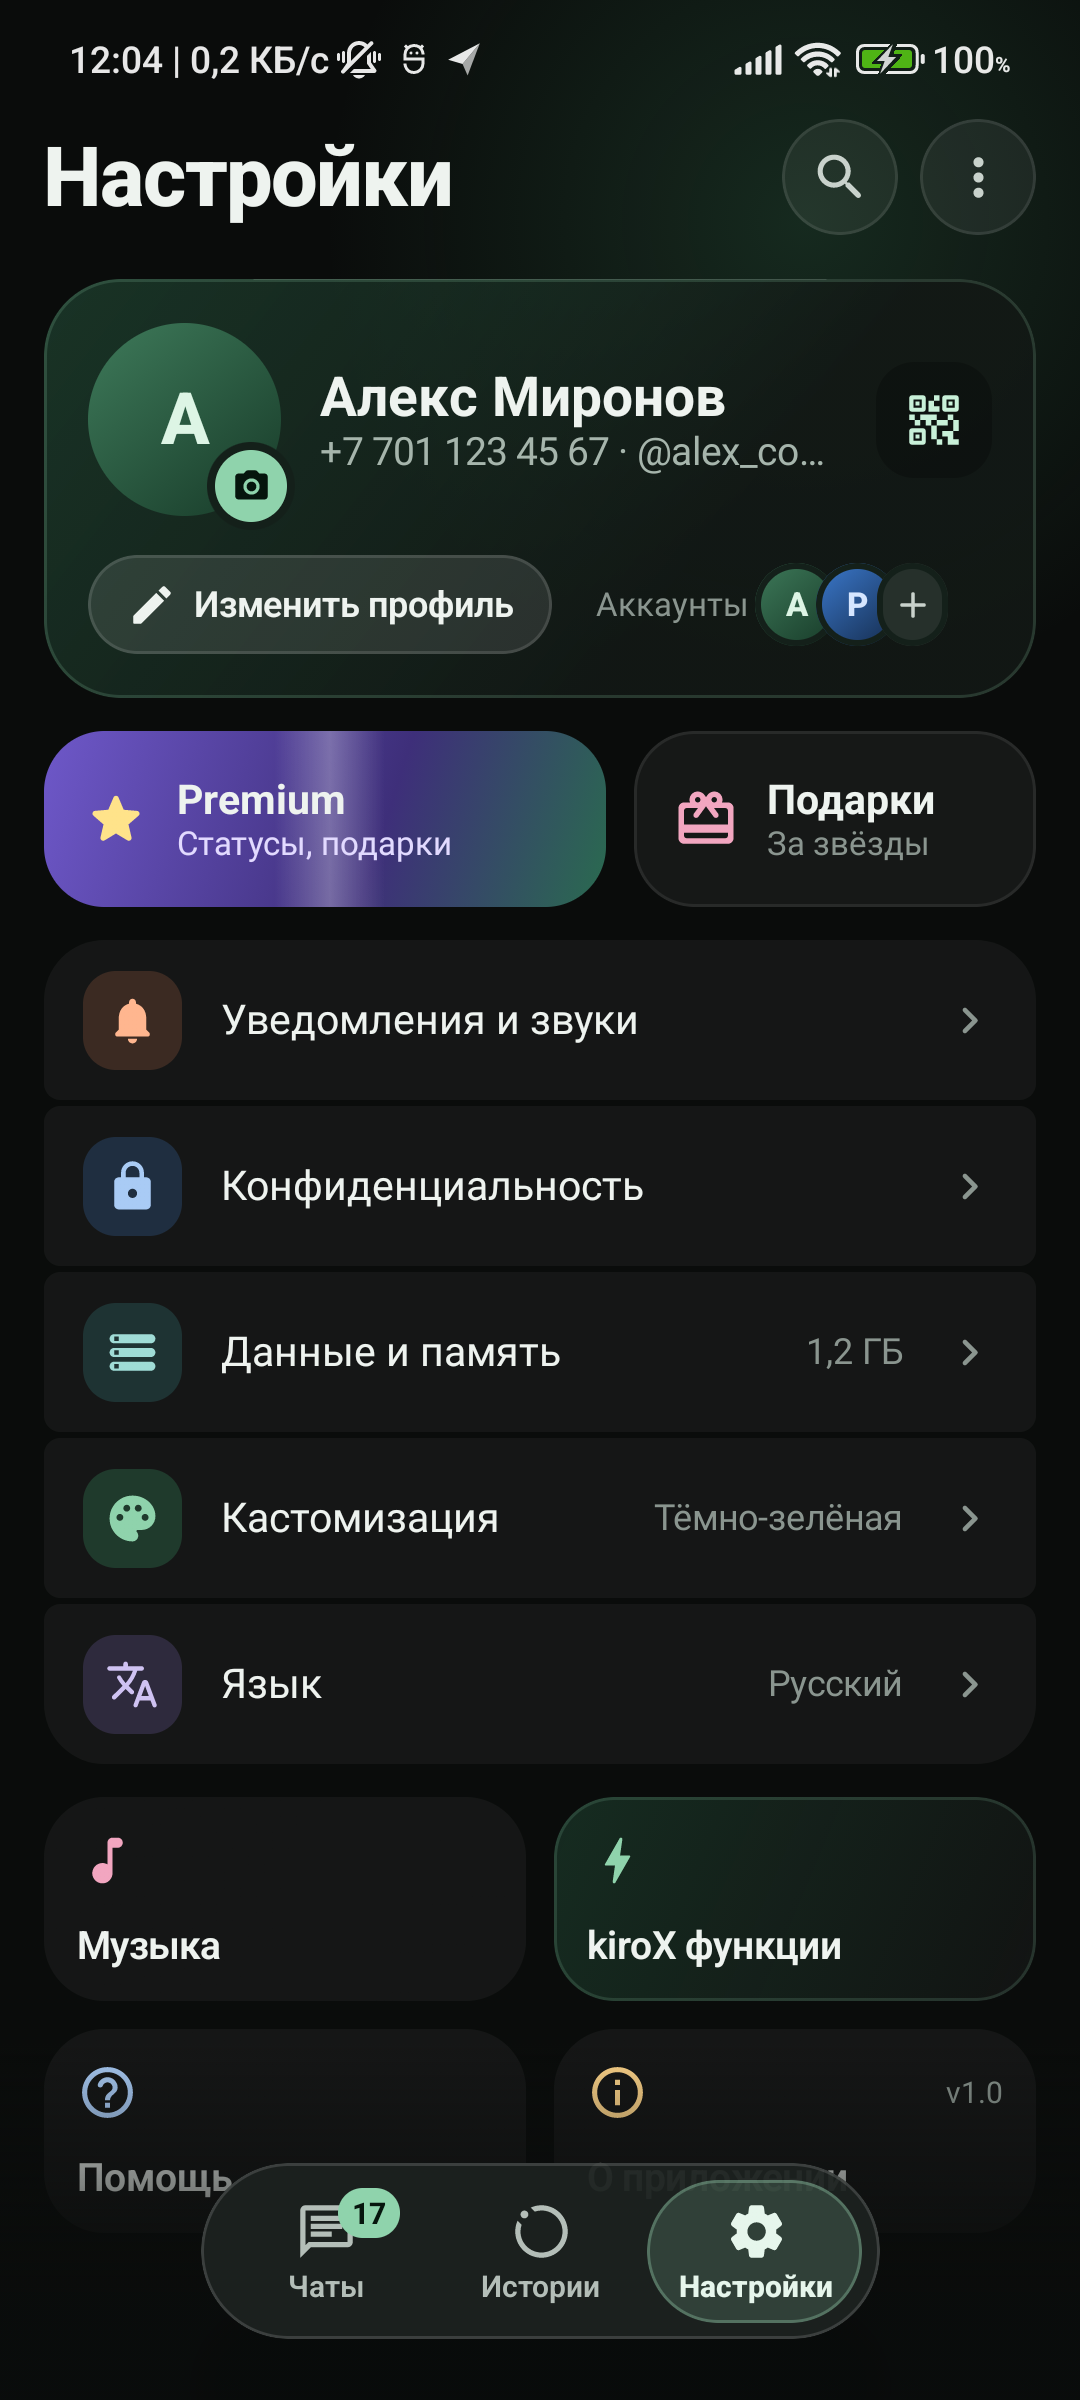 12:04 | 0,2 КБ/с 100%
Настройки
A
Алекс Миронов
+7 701 123 45 67 · @alex_co...
Изменить профиль
Аккаунты A P +
Premium
Статусы, подарки
Подарки
За звёзды
Уведомления и звуки
Конфиденциальность
Данные и память 1,2 ГБ
Кастомизация Тёмно-зелёная
Язык Русский
Музыка
kiroX функции
v1.0
Помощь
О приложении
17
Чаты
Истории
Настройки